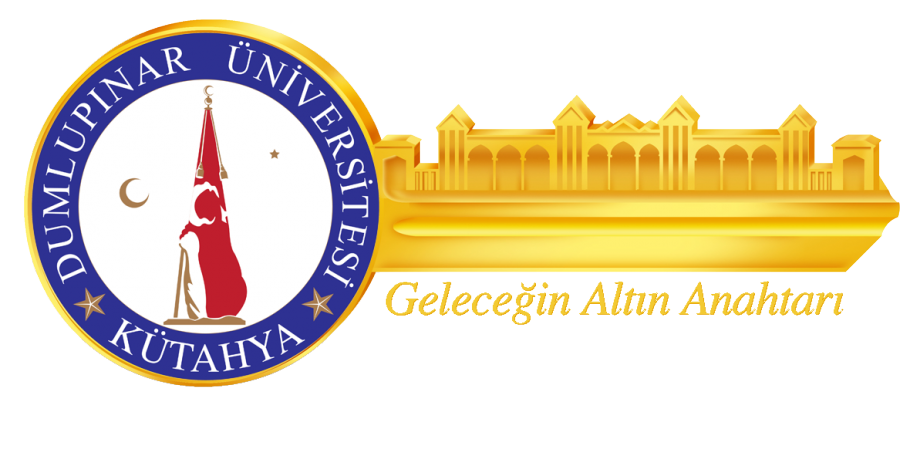 DUMLUPINAR ÜNİVERSİTESİ
KÜTAHYA
Geleceğin Altın Anahtarı